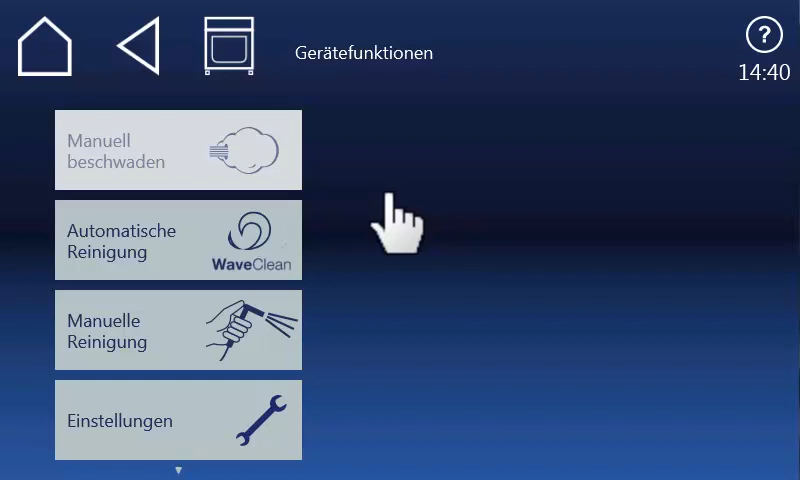 Gerätefunktionen
?
14:40
Manuell
beschwaden
Automatische
Reinigung
WaveClean
Manuelle
Reinigung
Einstellungen